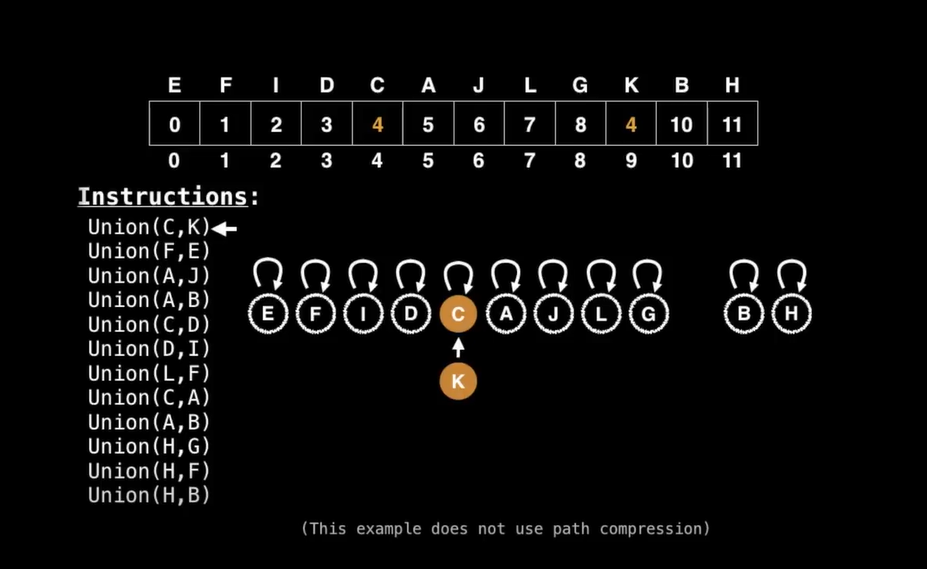 E F I D C A J L G K B H
0 1 2 3 4 5 6 7 8 4 10 11
0 1 2 3 4 5 6 7 8 9 10 11
Instructions:
Union(C,K)
Union(F,E)
Union(A,J)
Union(A,B)
Union(C,D)
Union(D,I)
Union(L,F)
Union(C,A)
Union(A,B)
Union(H,G)
Union(H,F)
Union(H,B)
E F I D C A J L G B H
K
(This example does not use path compression)